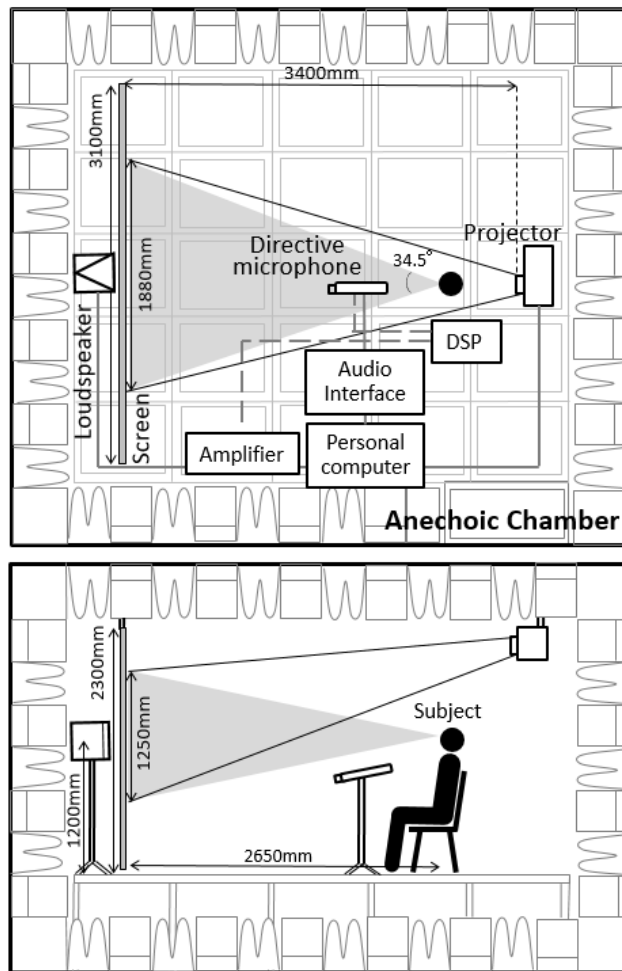 3400mm
3100mm
1880mm
Projector
Directive
microphone
34.5°
Loudspeaker
Screen
DSP
Audio
Interface
Amplifier
Personal
computer
Anechoic Chamber
2300mm
1250mm
1200mm
Subject
2650mm